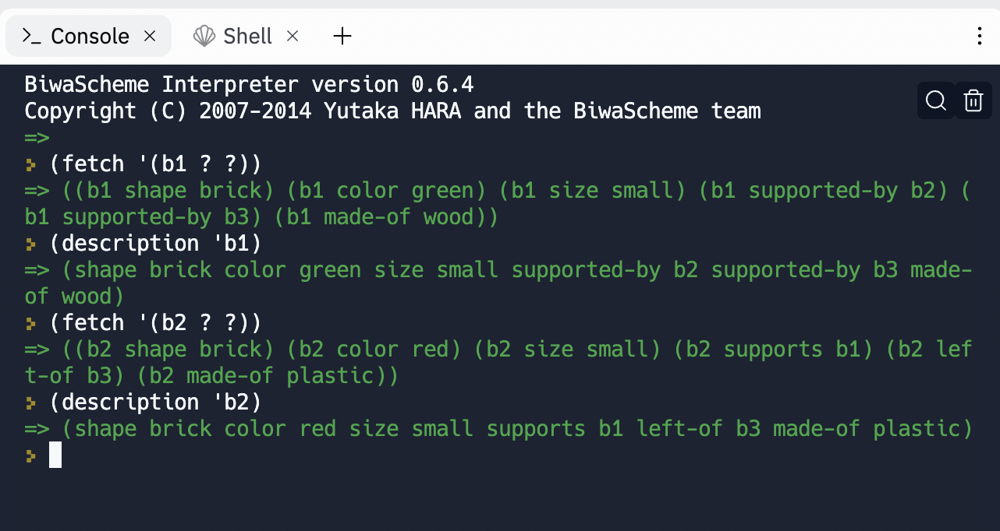 >_ Console × Shell × +
BiwaScheme Interpreter version 0.6.4
Copyright (C) 2007-2014 Yutaka HARA and the BiwaScheme team
=>
(fetch '(b1 ? ?))
=> ((b1 shape brick) (b1 color green) (b1 size small) (b1 supported-by b2) (
b1 supported-by b3) (b1 made-of wood))
(description 'b1)
=> (shape brick color green size small supported-by b2 supported-by b3 made-
of wood)
(fetch '(b2 ? ?))
=> ((b2 shape brick) (b2 color red) (b2 size small) (b2 supports b1) (b2 lef
t-of b3) (b2 made-of plastic))
(description 'b2)
=> (shape brick color red size small supports b1 left-of b3 made-of plastic)